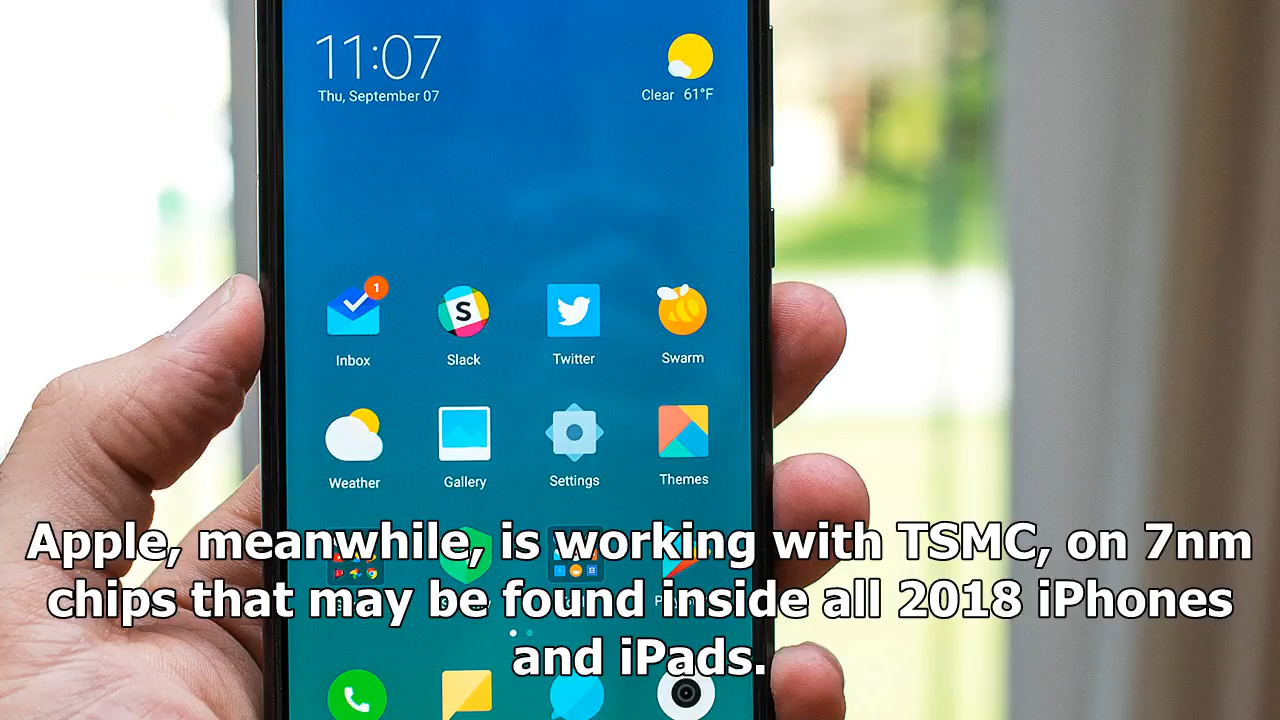 11:07
Thu, September 07
Clear 61°F
1
Inbox
Slack
Twitter
Swarm
Weather
Gallery
Settings
Themes
Apple, meanwhile, is working with TSMC, on 7nm
chips that may be found inside all 2018 iPhones
and iPads.